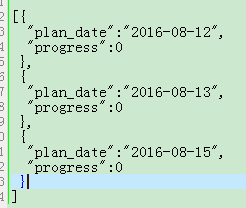 [{
"plan_date":"2016-08-12",
"progress":0
},
{
"plan_date":"2016-08-13",
"progress":0
},
{
"plan_date":"2016-08-15",
"progress":0
}
]